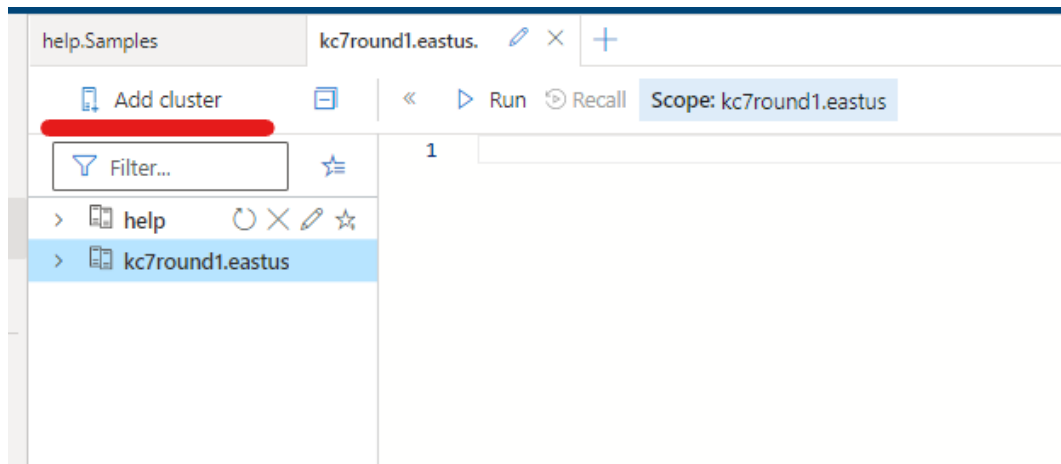 help.Samples
kc7round1.eastus.
Add cluster
Run Recall Scope: kc7round1.eastus
Filter...
1
help
kc7round1.eastus